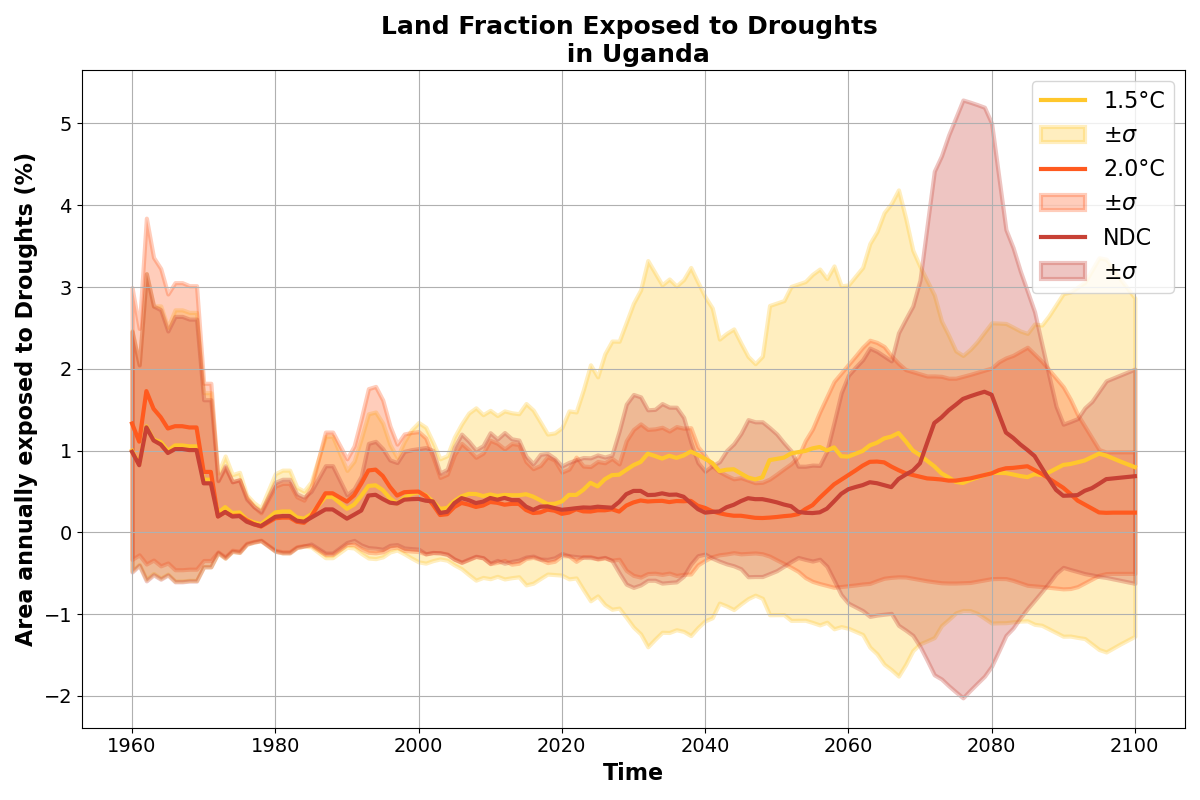 Land Fraction Exposed to Droughts
in Uganda
Area annually exposed to Droughts (%)
5
4
3
2
1
0
−1
−2
1.5°C
±σ
2.0°C
±σ
NDC
±σ
1960
1980
2000
2020
2040
2060
2080
2100
Time